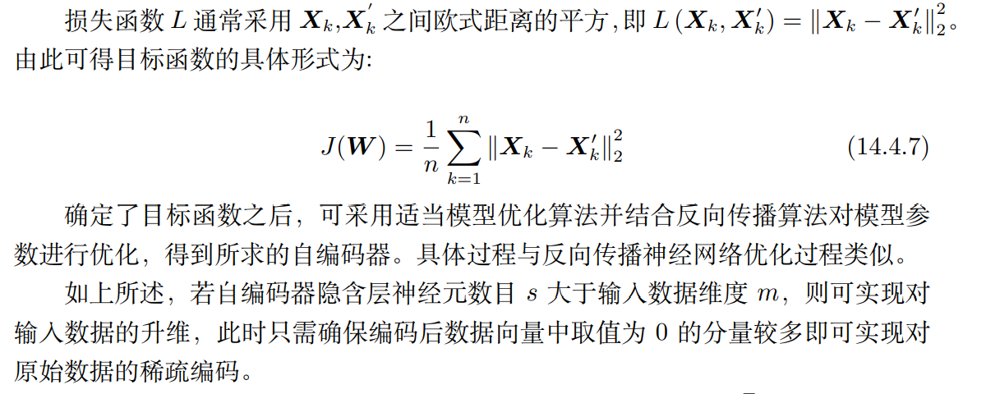 损失函数 L 通常采用 X_k,X_k^′ 之间欧式距离的平方,即 L (X_k, X′_k) = ‖X_k − X′_k‖₂²。
由此可得目标函数的具体形式为:
J(W) = \frac{1}{n} \sum_{k=1}^{n} ‖X_k − X′_k‖₂² (14.4.7)
确定了目标函数之后，可采用适当模型优化算法并结合反向传播算法对模型参
数进行优化，得到所求的自编码器。具体过程与反向传播神经网络优化过程类似。
如上所述，若自编码器隐含层神经元数目 s 大于输入数据维度 m，则可实现对
输入数据的升维，此时只需确保编码后数据向量中取值为 0 的分量较多即可实现对
原始数据的稀疏编码。